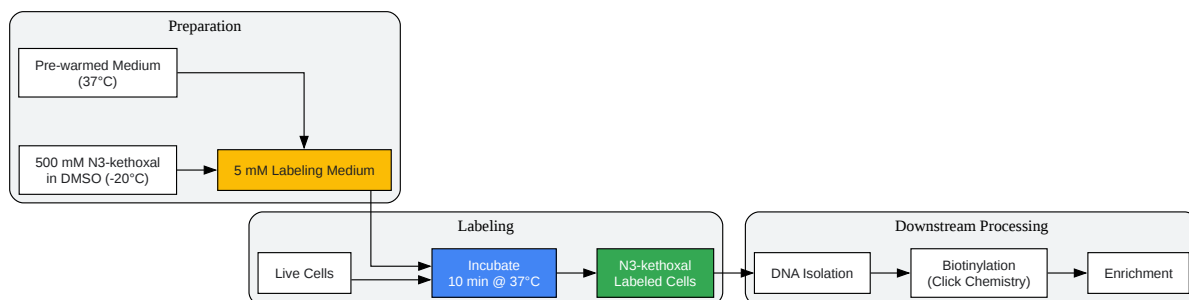 Preparation
Pre-warmed Medium
(37°C)
500 mM N3-kethoxal
in DMSO (-20°C)
5 mM Labeling Medium
Labeling
Live Cells
Incubate
10 min @ 37°C
N3-kethoxal
Labeled Cells
Downstream Processing
DNA Isolation
Biotinylation
(Click Chemistry)
Enrichment